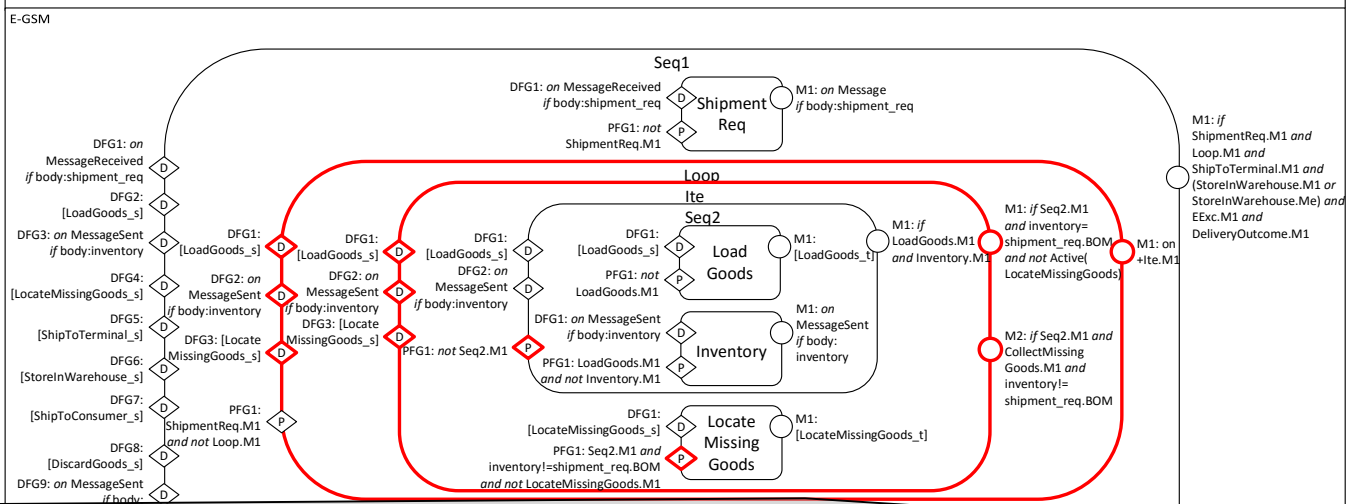 E-GSM
Seq1
DFG1: on MessageReceived
if body:shipment_req
D
Shipment
Req
PFG1: not
ShipmentReq.M1
P
M1: on Message
if body:shipment_req
DFG1: on
MessageReceived
if body:shipment_req
D
DFG2:
[LoadGoods_s]
D
DFG3: on MessageSent
if body:inventory
D
DFG4:
[LocateMissingGoods_s]
D
DFG5:
[ShipToTerminal_s]
D
DFG6:
[StoreInWarehouse_s]
D
DFG7:
[ShipToConsumer_s]
D
DFG8:
[DiscardGoods_s]
D
DFG9: on MessageSent
if body:
D
Loop
DFG1:
[LoadGoods_s]
D
DFG2: on
MessageSent
if body:inventory
D
DFG3: [Locate
MissingGoods_s]
D
PFG1:
ShipmentReq.M1
and not Loop.M1
P
Ite
DFG1:
[LoadGoods_s]
D
DFG2: on
MessageSent
if body:inventory
D
DFG3: [Locate
MissingGoods_s]
D
Seq2
DFG1:
[LoadGoods_s]
D
DFG2: on
MessageSent
if body:inventory
D
PFG1: not Seq2.M1
P
DFG1:
[LoadGoods_s]
D
Load
Goods
PFG1: not
LoadGoods.M1
P
M1:
[LoadGoods_t]
DFG1: on MessageSent
if body:inventory
D
Inventory
PFG1: LoadGoods.M1
and not Inventory.M1
P
M1: on
MessageSent
if body:
inventory
M1: if
LoadGoods.M1
and Inventory.M1
DFG1:
[LocateMissingGoods_s]
D
Locate
Missing
Goods
PFG1: Seq2.M1 and
inventory!=shipment_req.BOM
and not LocateMissingGoods.M1
P
M1:
[LocateMissingGoods_t]
M1: if Seq2.M1
and inventory=
shipment_req.BOM
and not Active(
LocateMissingGoods)
M2: if Seq2.M1 and
CollectMissing
Goods.M1 and
inventory!=
shipment_req.BOM
M1: on
+Ite.M1
M1: if
ShipmentReq.M1 and
Loop.M1 and
ShipToTerminal.M1 and
(StoreInWarehouse.M1 or
StoreInWarehouse.Me) and
EExc.M1 and
DeliveryOutcome.M1